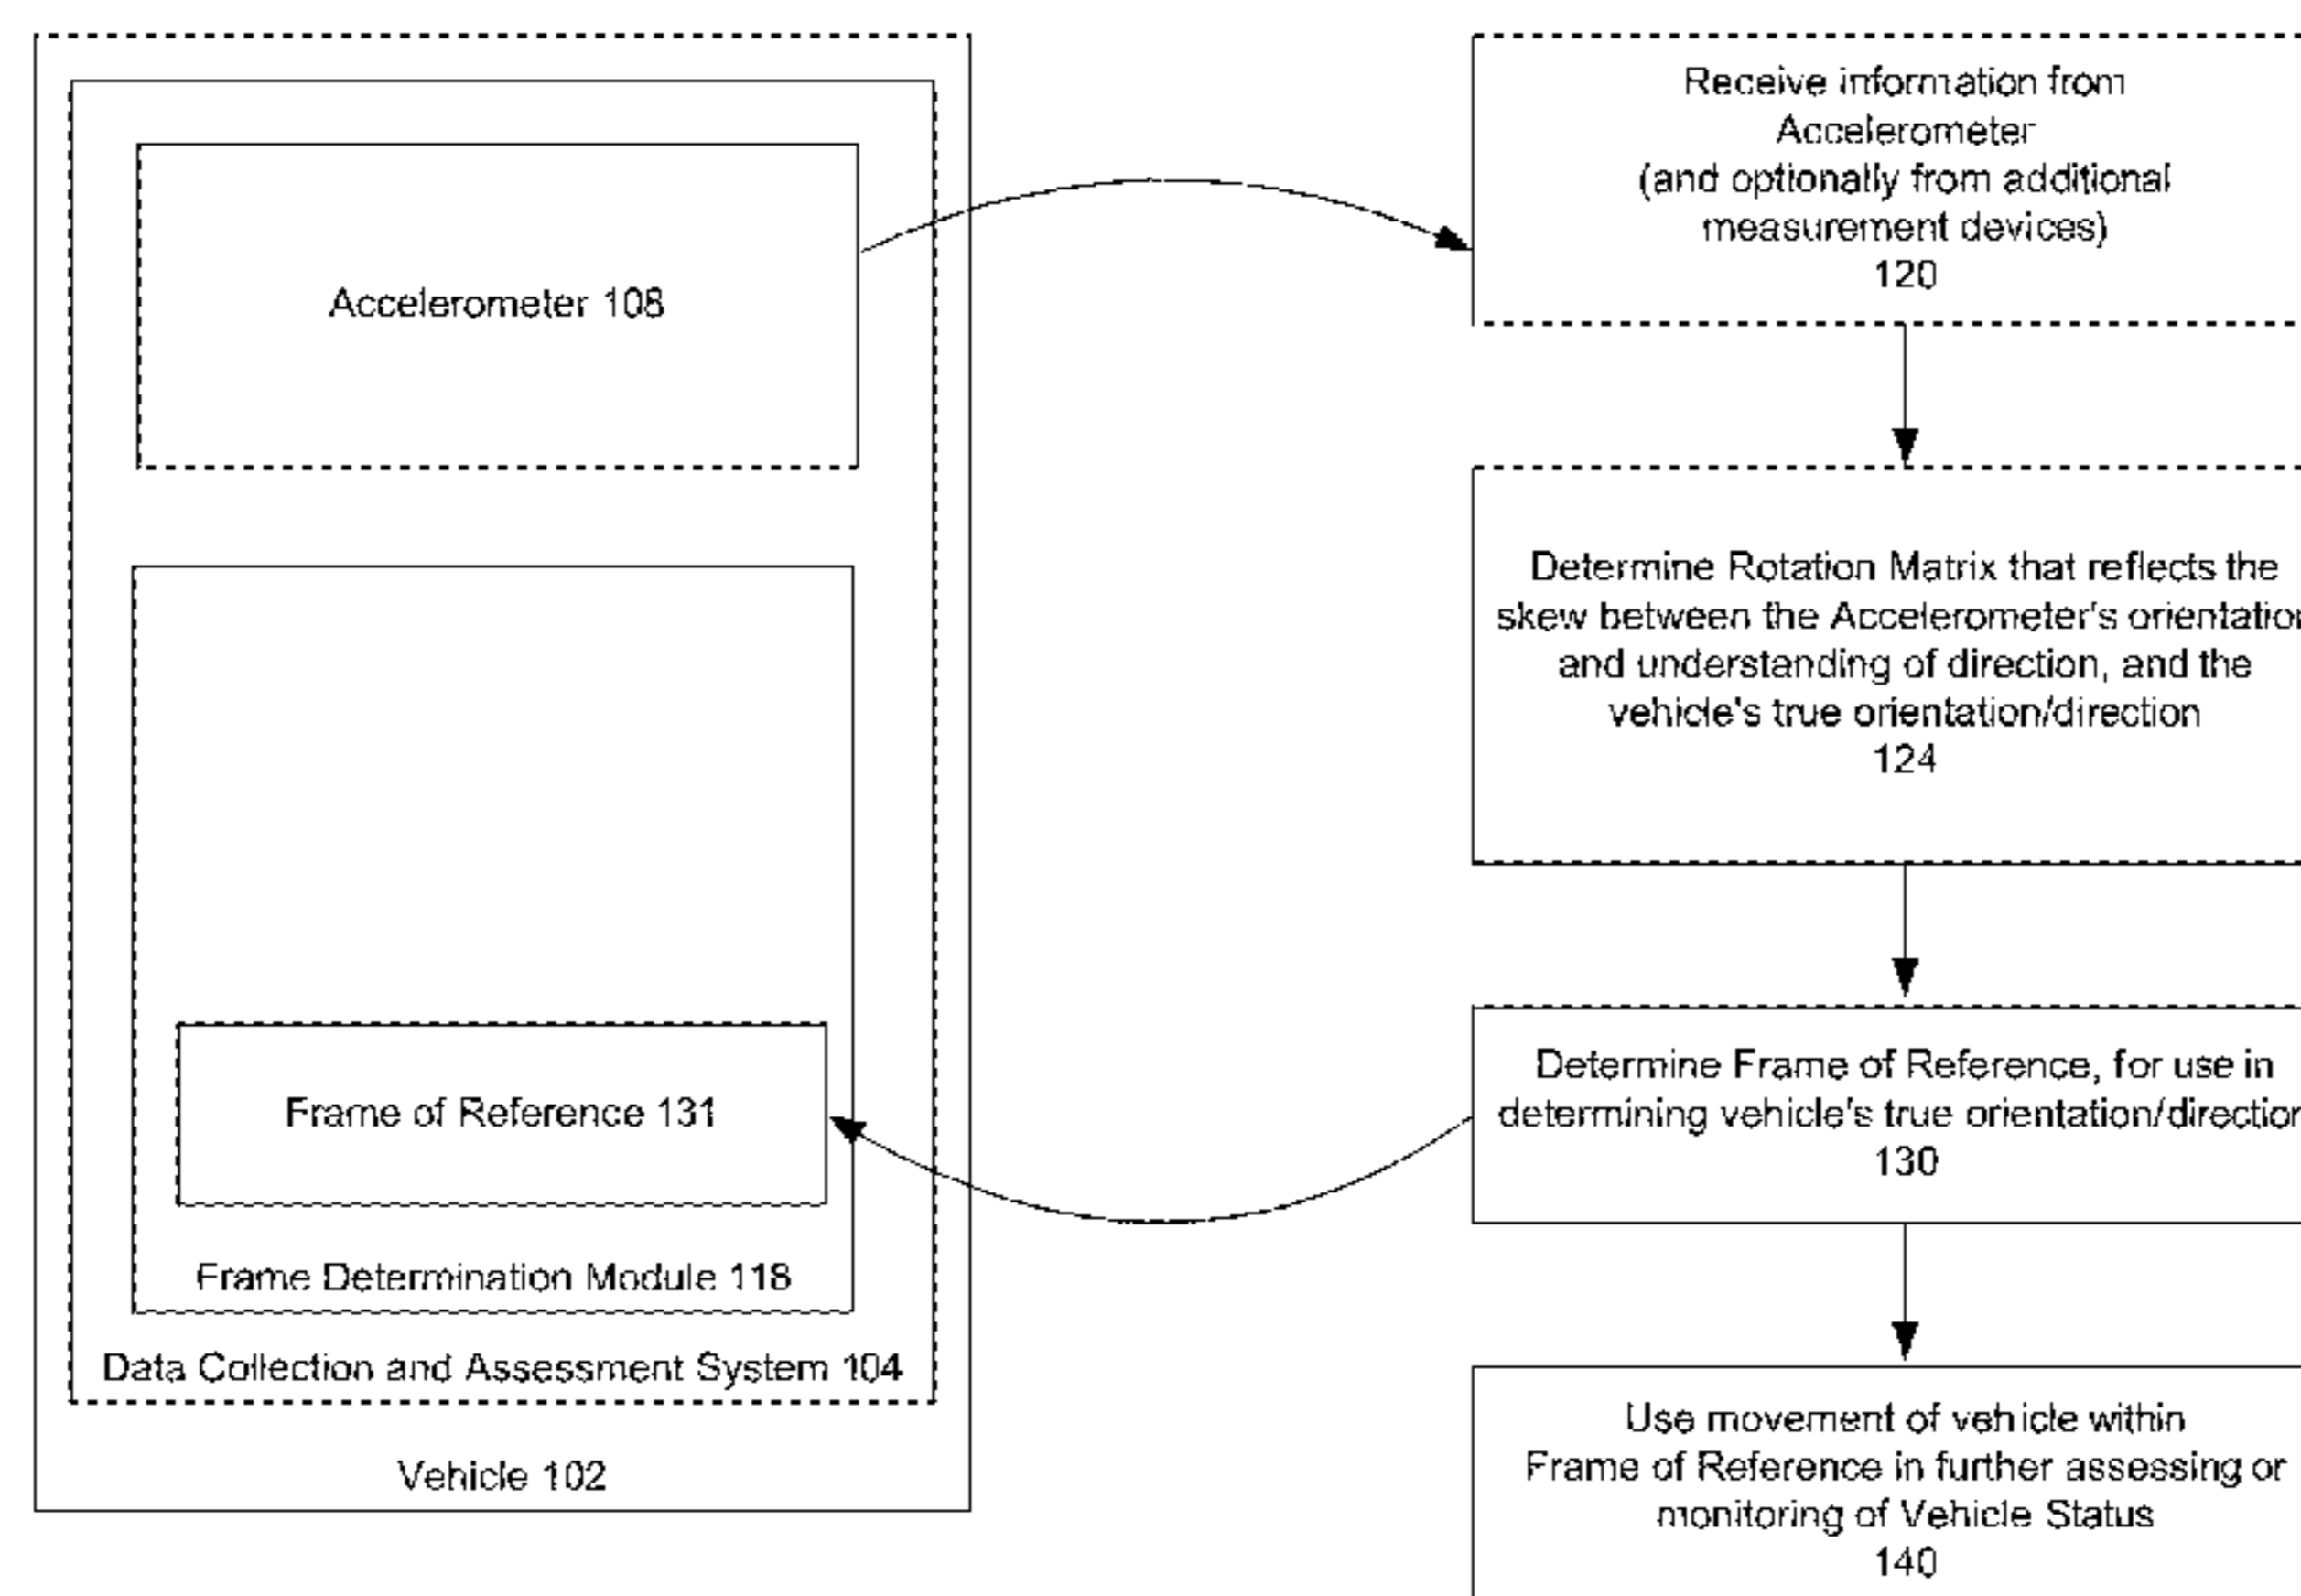 Accelerometer 108
Frame of Reference 131
Frame Determination Module 118
Data Collection and Assessment System 104
Vehicle 102
Receive information from
Accelerometer
(and optionally from additional
measurement devices)
120
Determine Rotation Matrix that reflects the
skew between the Accelerometer's orientation
and understanding of direction, and the
vehicle's true orientation/direction
124
Determine Frame of Reference, for use in
determining vehicle's true orientation/direction
130
Use movement of vehicle within
Frame of Reference in further assessing or
monitoring of Vehicle Status
140